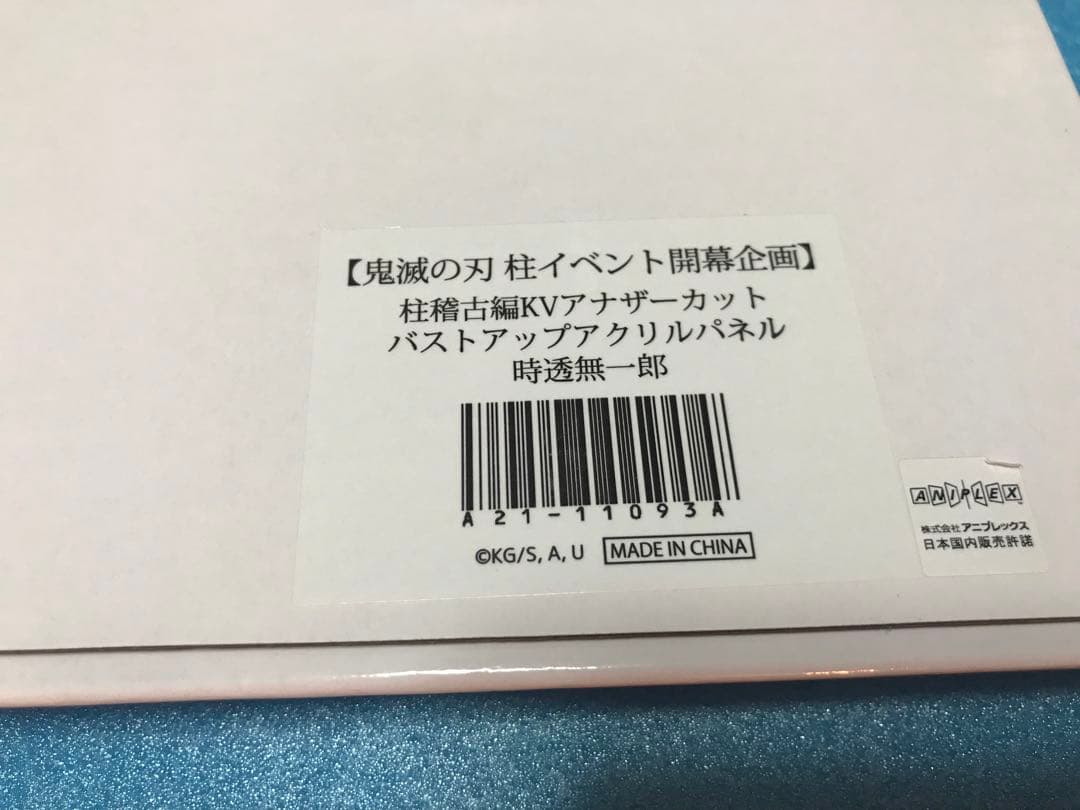 【鬼滅の刃 柱イベント開幕企画】
柱稽古編KVアナザーカット
バストアップアクリルパネル
時透無一郎
A21-11093A
©KG/S, A, U MADE IN CHINA
ANIPLEX
株式会社 アニプレックス
日本国内販売許諾